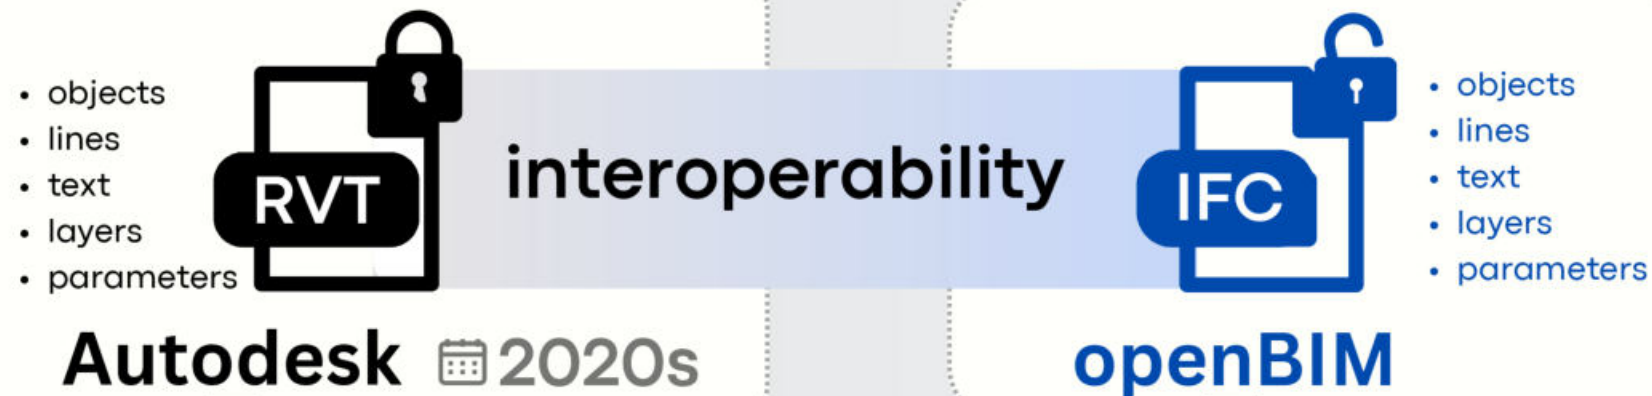 • objects
• lines
• text
• layers
• parameters
RVT
interoperability
IFC
• objects
• lines
• text
• layers
• parameters
Autodesk 2020s openBIM